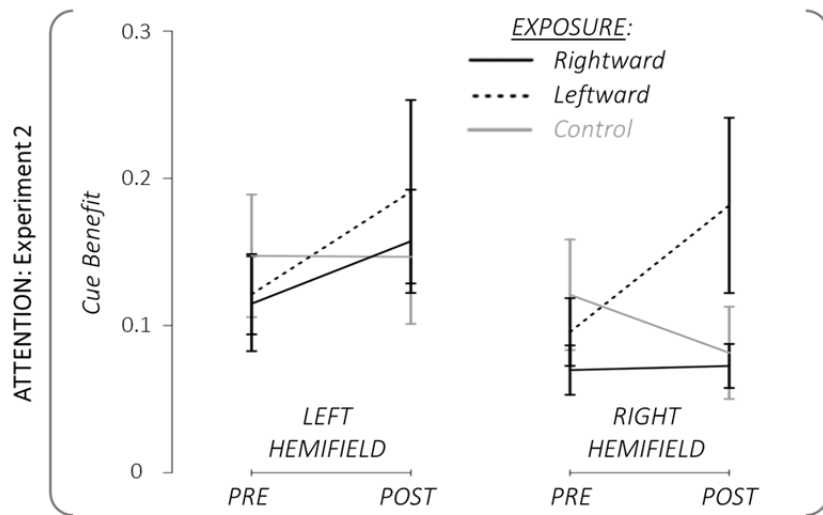 ATTENTION: Experiment 2
Cue Benefit
0.3
0.2
0.1
0
EXPOSURE:
Rightward
Leftward
Control
LEFT
HEMIFIELD
RIGHT
HEMIFIELD
PRE
POST
PRE
POST